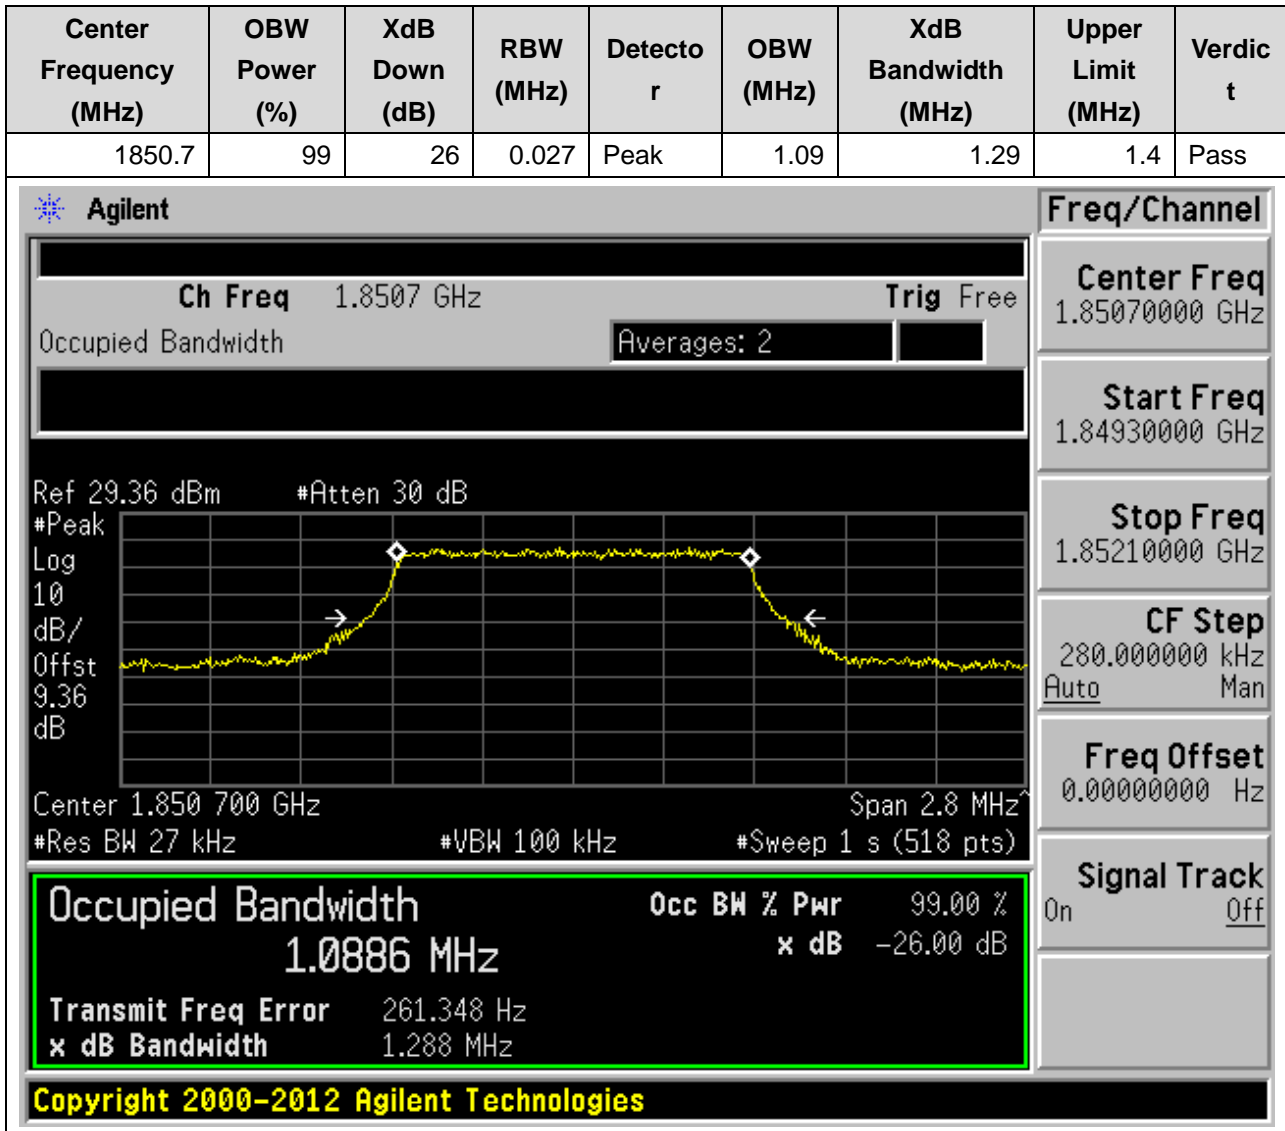 Center Frequency (MHz) OBW Power (%) XdB Down (dB) RBW (MHz) Detecto r OBW (MHz) XdB Bandwidth (MHz) Upper Limit (MHz) Verdic t
1850.7 99 26 0.027 Peak 1.09 1.29 1.4 Pass
Agilent
Freq/Channel
Ch Freq 1.8507 GHz Trig Free
Occupied Bandwidth Averages: 2
Center Freq
1.85070000 GHz
Start Freq
1.84930000 GHz
Stop Freq
1.85210000 GHz
CF Step
280.000000 kHz
Auto Man
Freq Offset
0.00000000 Hz
Signal Track
On Off
Ref 29.36 dBm #Atten 30 dB
#Peak
Log
10
dB/
Offst
9.36
dB
Center 1.850 700 GHz Span 2.8 MHz^
#Res BW 27 kHz #VBW 100 kHz #Sweep 1 s (518 pts)
Occupied Bandwidth Occ BW % Pwr 99.00 %
1.0886 MHz x dB -26.00 dB
Transmit Freq Error 261.348 Hz
x dB Bandwidth 1.288 MHz
Copyright 2000-2012 Agilent Technologies